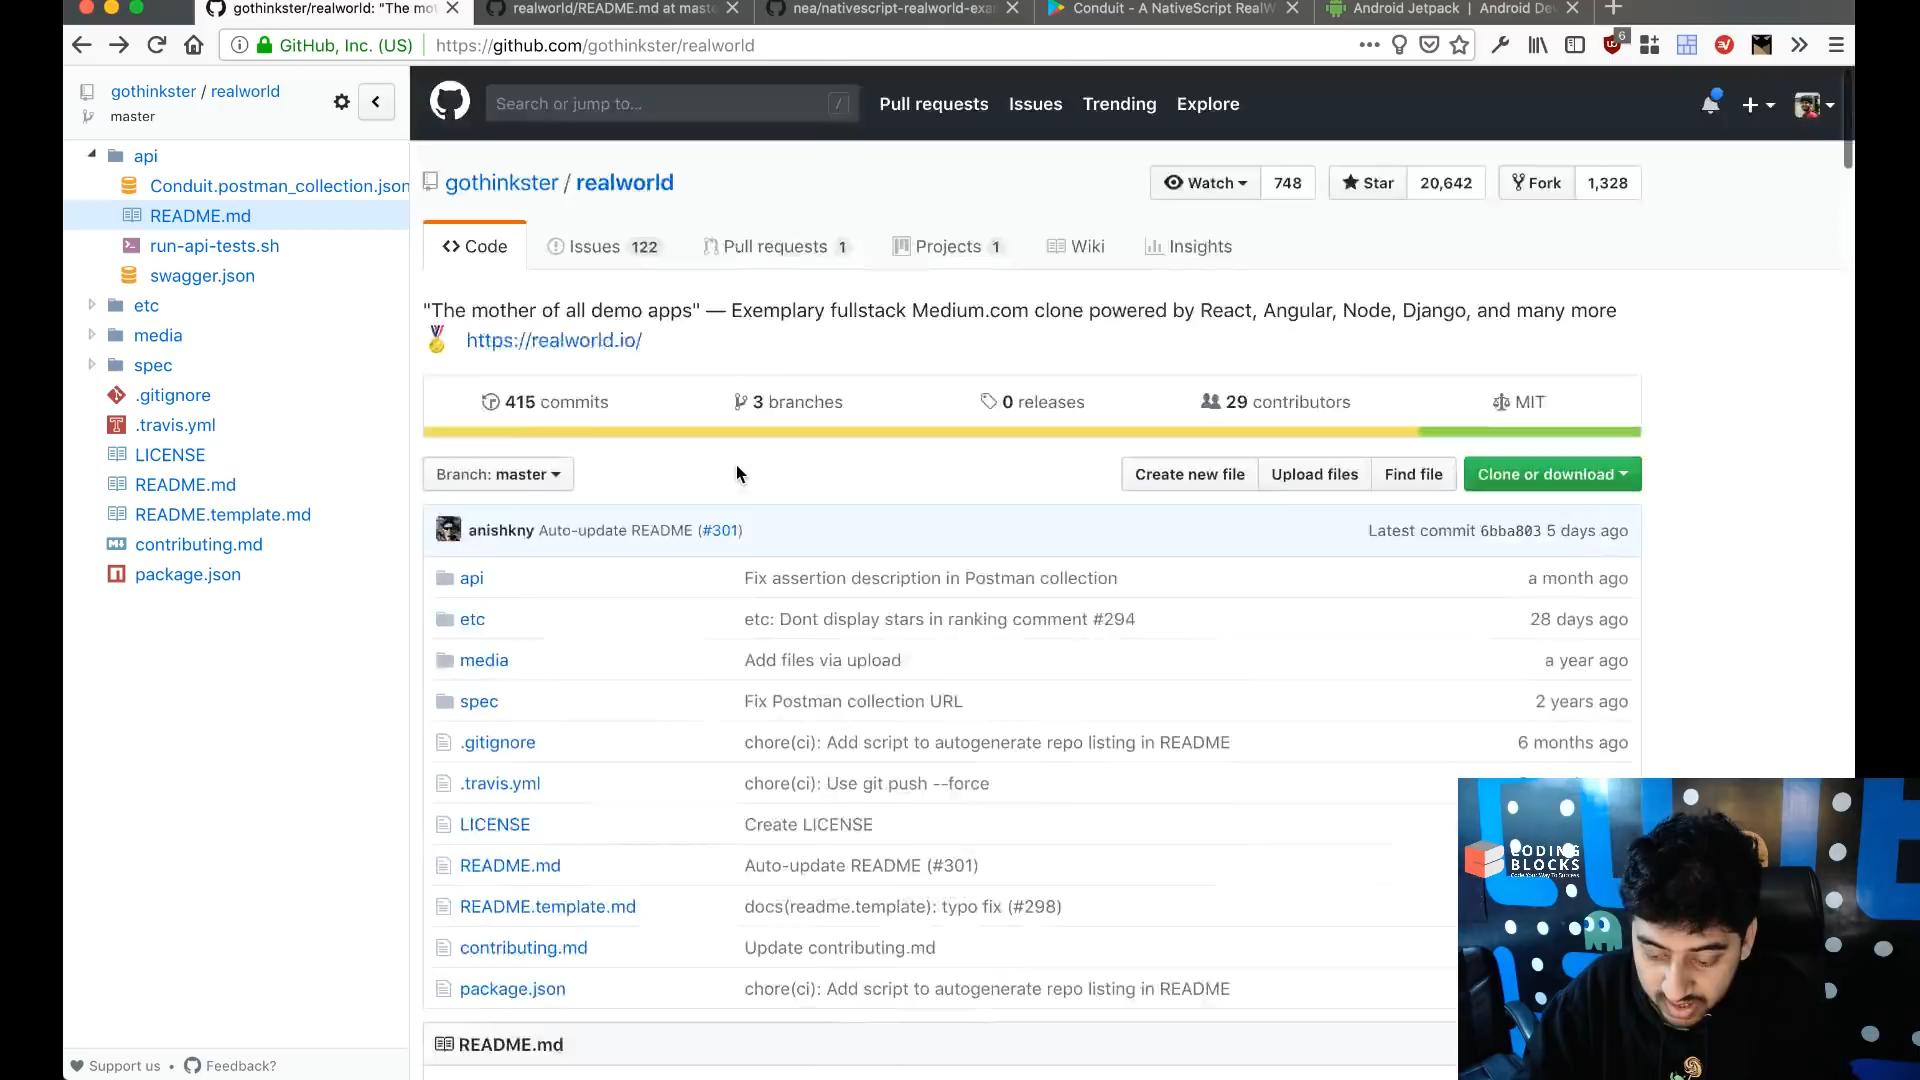 gothinkster/realworld: "The mot
realworld/README.md at mast
nea/nativescript-realworld-exa
Conduit - A NativeScript RealW
Android Jetpack | Android De
GitHub, Inc. (US)
https://github.com/gothinkster/realworld
6
gothinkster / realworld
master
Search or jump to...
/
Pull requests
Issues
Trending
Explore
api
Conduit.postman_collection.json
README.md
run-api-tests.sh
swagger.json
etc
media
spec
.gitignore
.travis.yml
LICENSE
README.md
README.template.md
contributing.md
package.json
Support us • Feedback?
gothinkster / realworld
Watch 748
Star 20,642
Fork 1,328
Code
Issues 122
Pull requests 1
Projects 1
Wiki
Insights
"The mother of all demo apps" — Exemplary fullstack Medium.com clone powered by React, Angular, Node, Django, and many more
https://realworld.io/
415 commits
3 branches
0 releases
29 contributors
MIT
Branch: master
Create new file
Upload files
Find file
Clone or download
anishkny Auto-update README (#301)
Latest commit 6bba803 5 days ago
api Fix assertion description in Postman collection a month ago
etc etc: Dont display stars in ranking comment #294 28 days ago
media Add files via upload a year ago
spec Fix Postman collection URL 2 years ago
.gitignore chore(ci): Add script to autogenerate repo listing in README 6 months ago
.travis.yml chore(ci): Use git push --force
LICENSE Create LICENSE
README.md Auto-update README (#301)
README.template.md docs(readme.template): typo fix (#298)
contributing.md Update contributing.md
package.json chore(ci): Add script to autogenerate repo listing in README
README.md
CODING
BLOCKS
Code Your Way To Success